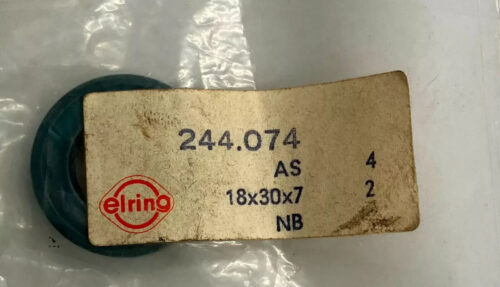 244.074
AS 4
18x30x7 2
NB
elring